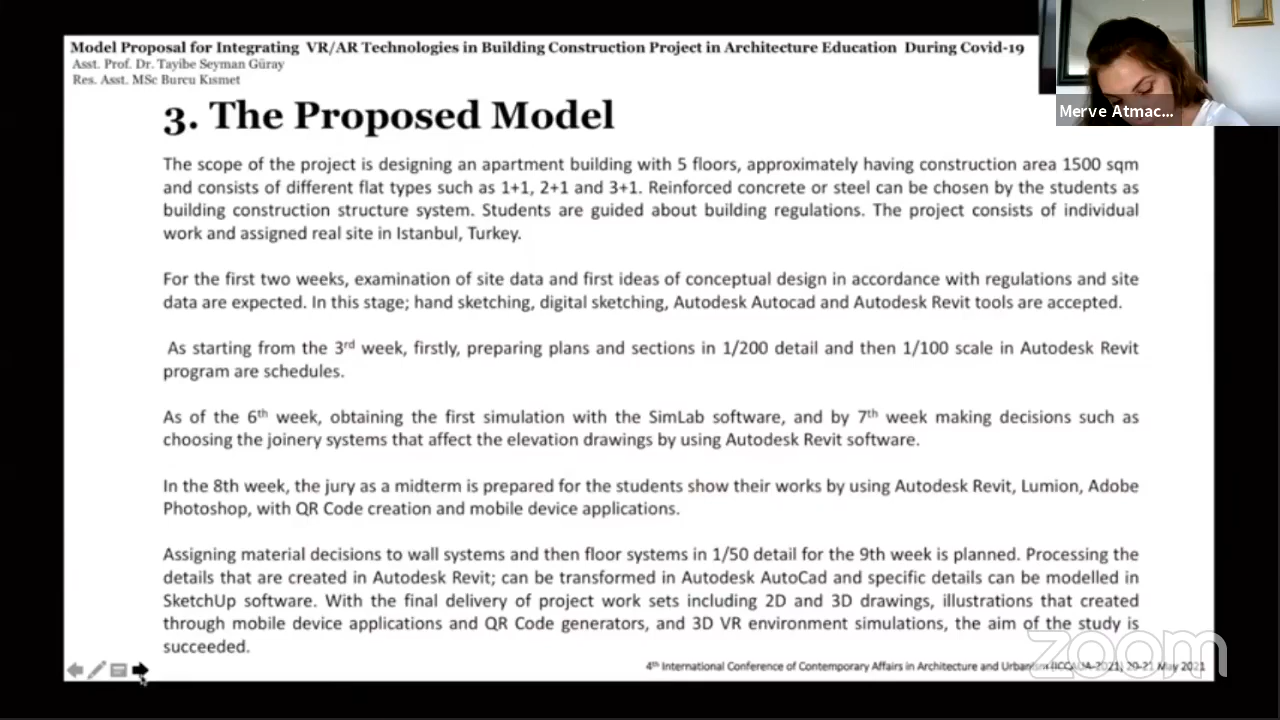 Model Proposal for Integrating VR/AR Technologies in Building Construction Project in Architecture Education During Covid-19
Asst. Prof. Dr. Tayibe Seyman Güray
Res. Asst. MSc Burcu Kısmet
Merve Atmac...
3. The Proposed Model
The scope of the project is designing an apartment building with 5 floors, approximately having construction area 1500 sqm
and consists of different flat types such as 1+1, 2+1 and 3+1. Reinforced concrete or steel can be chosen by the students as
building construction structure system. Students are guided about building regulations. The project consists of individual
work and assigned real site in Istanbul, Turkey.
For the first two weeks, examination of site data and first ideas of conceptual design in accordance with regulations and site
data are expected. In this stage; hand sketching, digital sketching, Autodesk Autocad and Autodesk Revit tools are accepted.
As starting from the 3rd week, firstly, preparing plans and sections in 1/200 detail and then 1/100 scale in Autodesk Revit
program are schedules.
As of the 6th week, obtaining the first simulation with the SimLab software, and by 7th week making decisions such as
choosing the joinery systems that affect the elevation drawings by using Autodesk Revit software.
In the 8th week, the jury as a midterm is prepared for the students show their works by using Autodesk Revit, Lumion, Adobe
Photoshop, with QR Code creation and mobile device applications.
Assigning material decisions to wall systems and then floor systems in 1/50 detail for the 9th week is planned. Processing the
details that are created in Autodesk Revit; can be transformed in Autodesk AutoCad and specific details can be modelled in
SketchUp software. With the final delivery of project work sets including 2D and 3D drawings, illustrations that created
through mobile device applications and QR Code generators, and 3D VR environment simulations, the aim of the study is
succeeded.
4th International Conference of Contemporary Affairs in Architecture and Urbanism (ICCAUA-2021) 20-21 May 2021
zoom